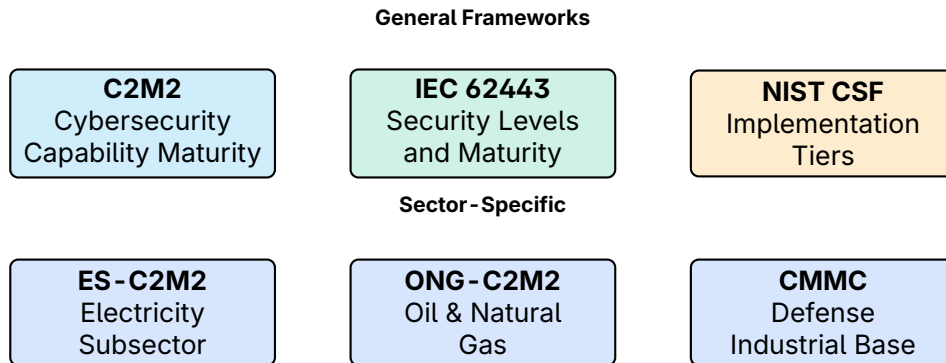 General Frameworks
C2M2
Cybersecurity
Capability Maturity
IEC 62443
Security Levels
and Maturity
NIST CSF
Implementation
Tiers
Sector-Specific
ES-C2M2
Electricity
Subsector
ONG-C2M2
Oil & Natural
Gas
CMMC
Defense
Industrial Base